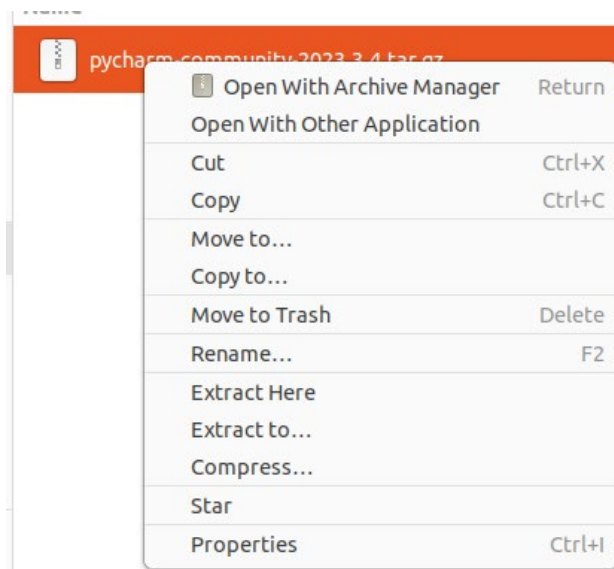 pycharm-community-2023.3.4.tar.gz
Open With Archive Manager Return
Open With Other Application
Cut Ctrl+X
Copy Ctrl+C
Move to…
Copy to…
Move to Trash Delete
Rename… F2
Extract Here
Extract to…
Compress…
Star
Properties Ctrl+I